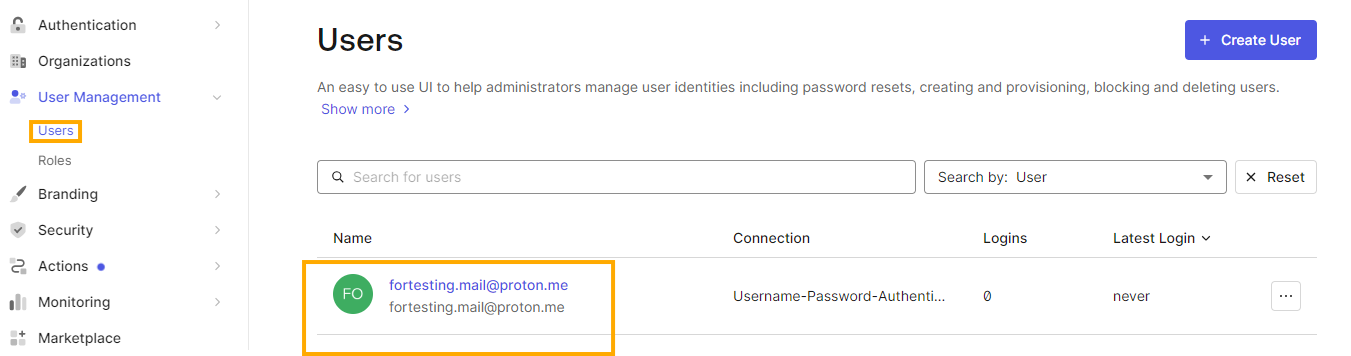 Authentication
Organizations
User Management
Users
Roles
Branding
Security
Actions
Monitoring
Marketplace
Users
+ Create User
An easy to use UI to help administrators manage user identities including password resets, creating and provisioning, blocking and deleting users.
Show more
Search for users
Search by: User
Reset
Name Connection Logins Latest Login
FO
fortesting.mail@proton.me
fortesting.mail@proton.me
Username-Password-Authenti... 0 never